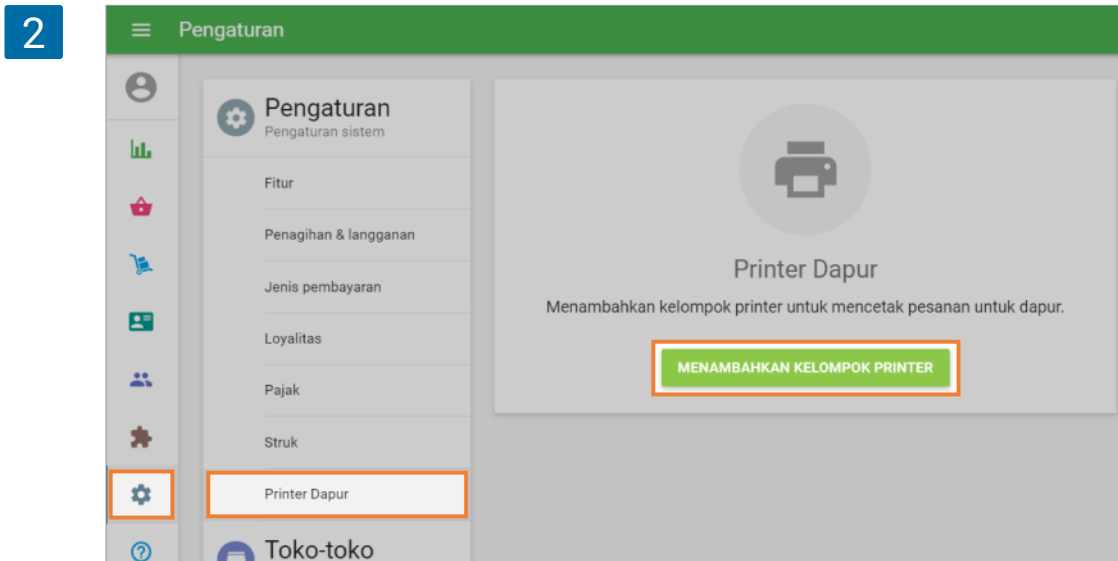 2
Pengaturan
Pengaturan
Pengaturan sistem
Fitur
Penagihan & langganan
Jenis pembayaran
Loyalitas
Pajak
Struk
Printer Dapur
Toko-toko
Printer Dapur
Menambahkan kelompok printer untuk mencetak pesanan untuk dapur.
MENAMBAHKAN KELOMPOK PRINTER